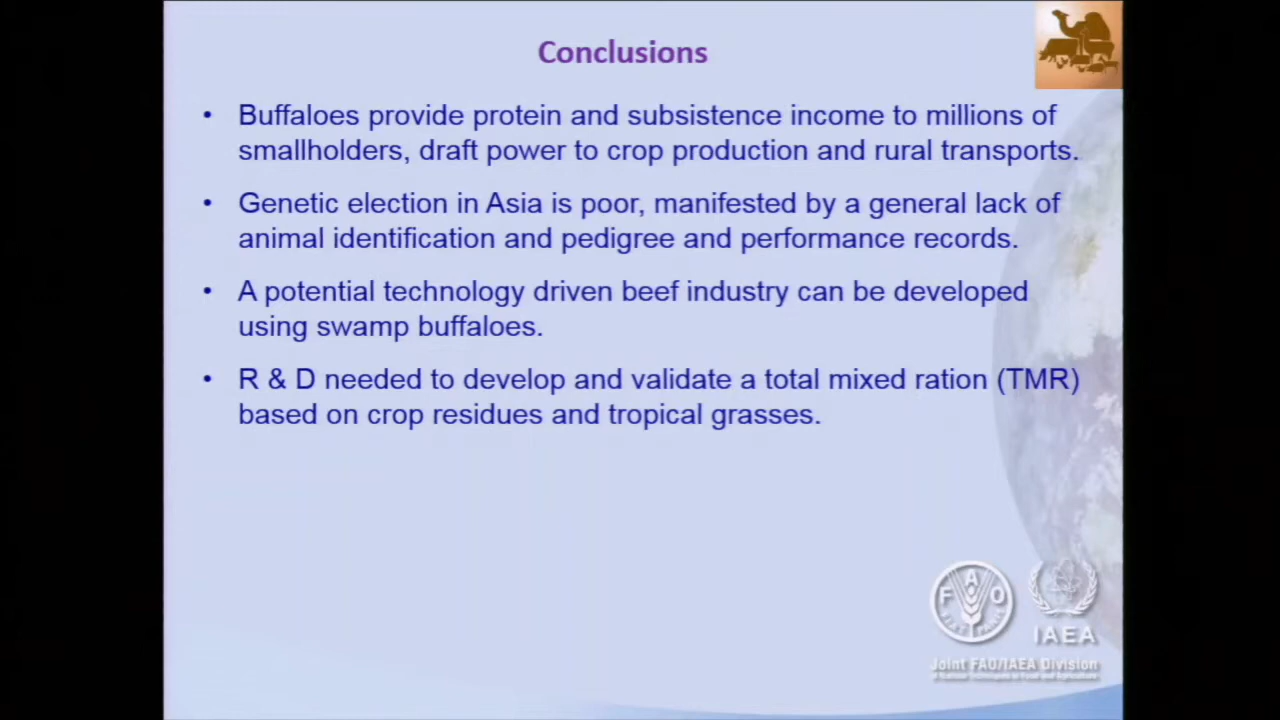 Conclusions
• Buffaloes provide protein and subsistence income to millions of
smallholders, draft power to crop production and rural transports.
• Genetic election in Asia is poor, manifested by a general lack of
animal identification and pedigree and performance records.
• A potential technology driven beef industry can be developed
using swamp buffaloes.
• R & D needed to develop and validate a total mixed ration (TMR)
based on crop residues and tropical grasses.
F A O
IAEA
Joint FAO/IAEA Division